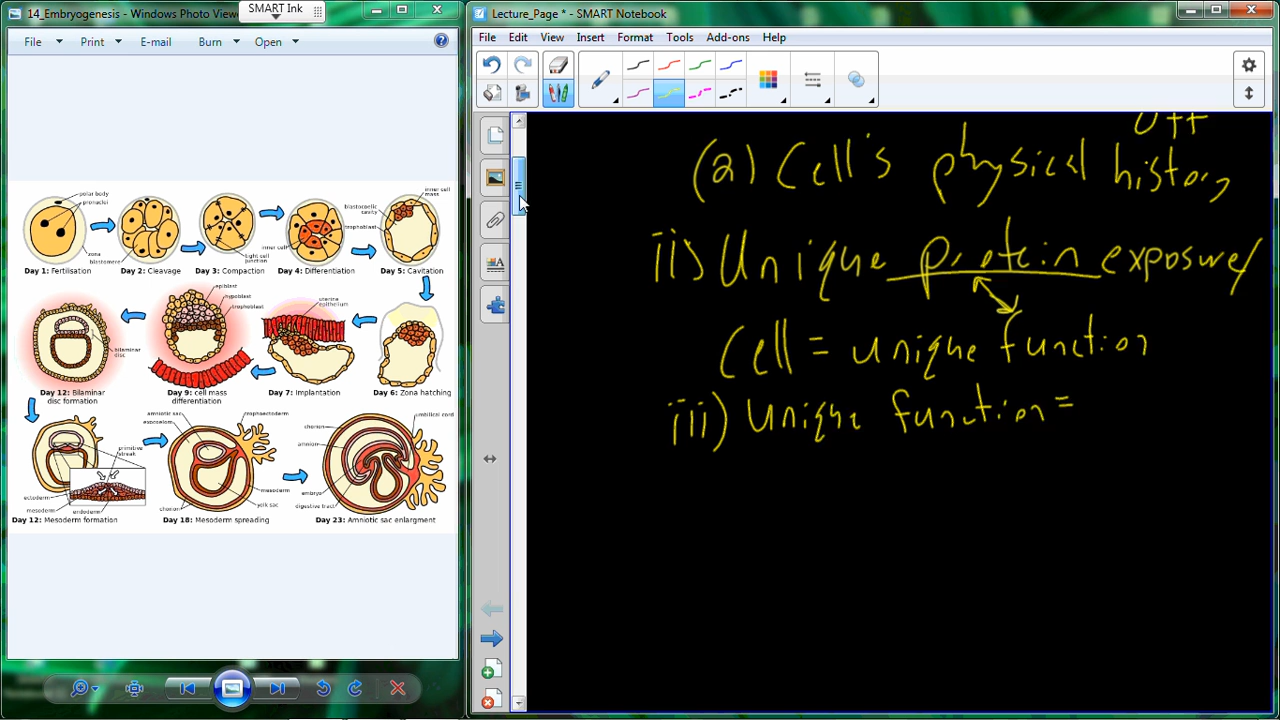 14_Embryogenesis - Windows Photo Viewer
SMART Ink
File Print E-mail Burn Open
polar body
pronuclei
zona
blastomere
Day 1: Fertilisation
Day 2: Cleavage
tight cell
junction
Day 3: Compaction
inner cell
Day 4: Differentiation
inner cell
mass
blastocoelic
cavity
trophoblast
Day 5: Cavitation
bilaminar
disc
Day 12: Bilaminar
disc formation
epiblast
hypoblast
trophoblast
Day 9: cell mass
differentiation
uterine
epithelium
Day 7: Implantation
Day 6: Zona hatching
primitive
streak
ectoderm
mesoderm
endoderm
Day 12: Mesoderm formation
amniotic sac
exocoelom
trophoectoderm
mesoderm
yolk sac
chorion
Day 18: Mesoderm spreading
umbilical cord
chorion
amnion
embryo
digestive tract
Day 23: Amniotic sac enlargment
Lecture_Page * - SMART Notebook
File Edit View Insert Format Tools Add-ons Help
off
(2) Cell's physical history
ii) Unique protein exposure/
Cell = unique function
iii) Unique function =